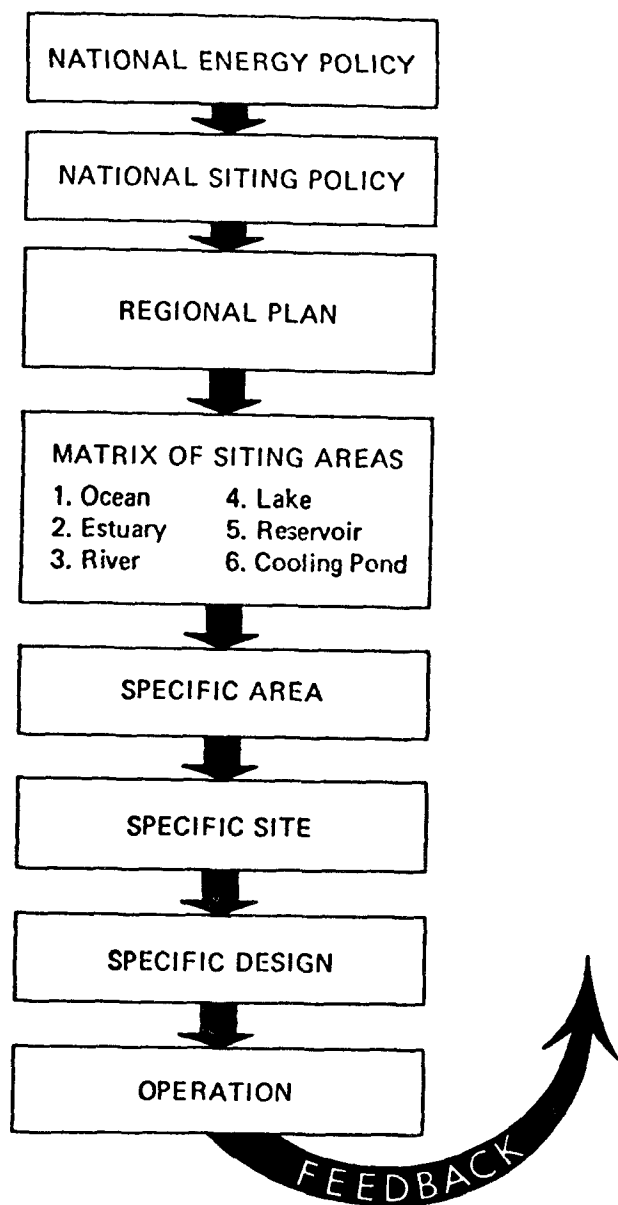 NATIONAL ENERGY POLICY
NATIONAL SITING POLICY
REGIONAL PLAN
MATRIX OF SITING AREAS
1. Ocean 4. Lake
2. Estuary 5. Reservoir
3. River 6. Cooling Pond
SPECIFIC AREA
SPECIFIC SITE
SPECIFIC DESIGN
OPERATION
FEEDBACK